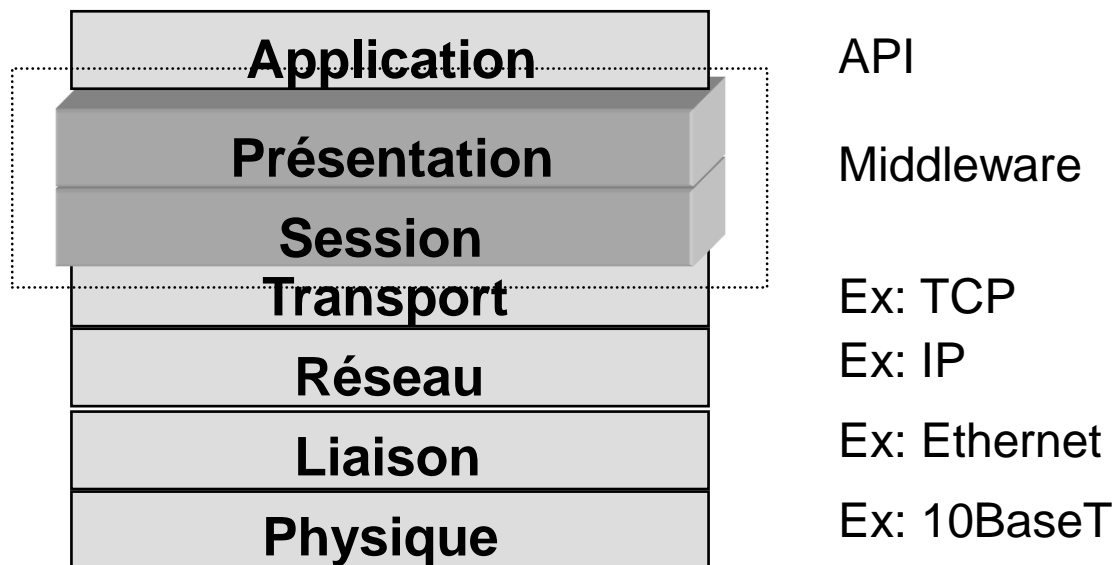 Application
API
Présentation
Middleware
Session
Transport
Ex: TCP
Réseau
Ex: IP
Liaison
Ex: Ethernet
Physique
Ex: 10BaseT